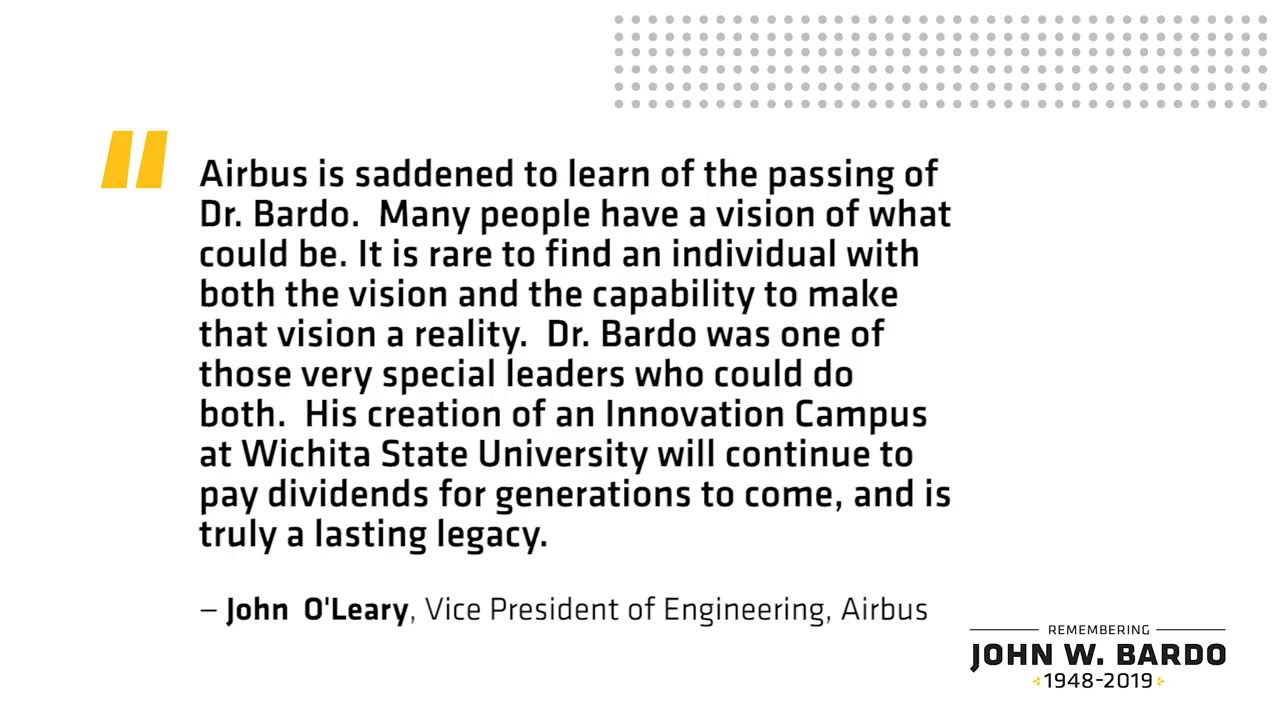 Airbus is saddened to learn of the passing of
Dr. Bardo.  Many people have a vision of what
could be. It is rare to find an individual with
both the vision and the capability to make
that vision a reality.  Dr. Bardo was one of
those very special leaders who could do
both.  His creation of an Innovation Campus
at Wichita State University will continue to
pay dividends for generations to come, and is
truly a lasting legacy.
– John  O'Leary, Vice President of Engineering, Airbus
REMEMBERING
JOHN W. BARDO
1948-2019